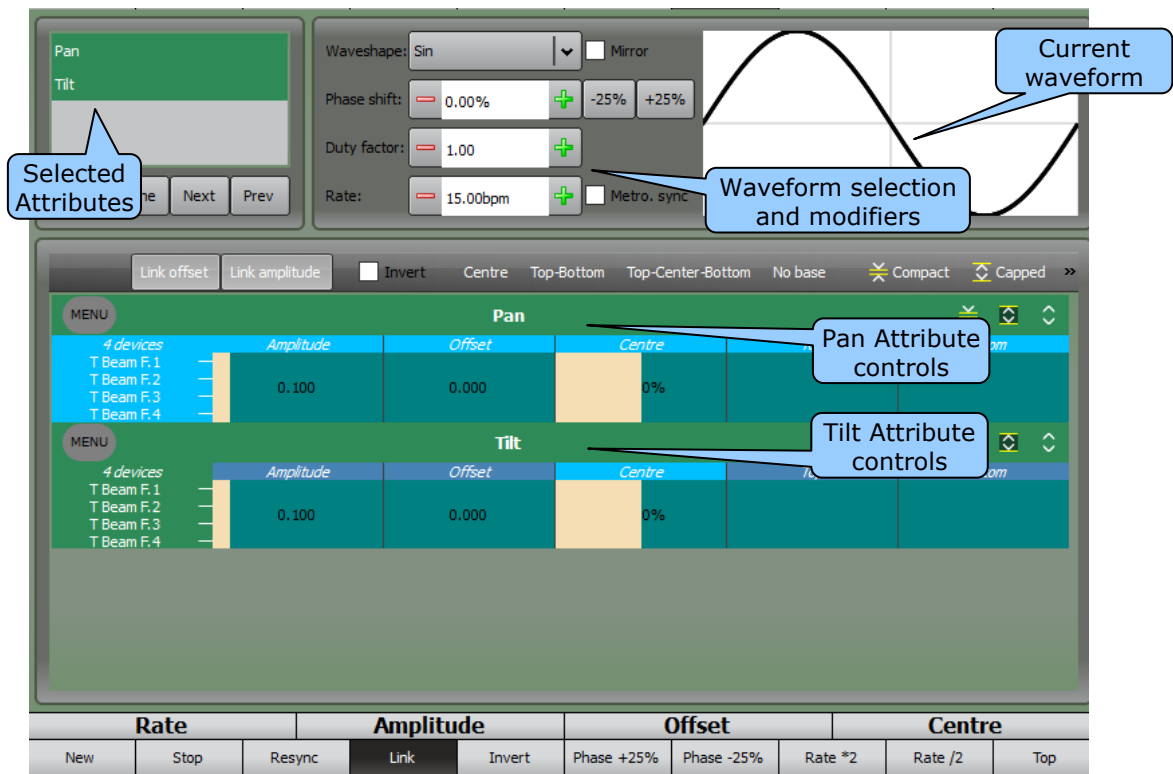 Pan
Tilt
Selected
Attributes
Next
Prev
Waveshape:
Sin
Mirror
Phase shift:
0.00%
-25%
+25%
Duty factor:
1.00
Rate:
15.00bpm
Metro. sync
Current
waveform
Waveform selection
and modifiers
Link offset
Link amplitude
Invert
Centre
Top-Bottom
Top-Center-Bottom
No base
Compact
Capped
»
MENU
Pan
4 devices
Amplitude
Offset
Centre
T Beam F.1
T Beam F.2
T Beam F.3
T Beam F.4
0.100
0.000
0%
Pan Attribute
controls
MENU
Tilt
4 devices
Amplitude
Offset
Centre
T Beam F.1
T Beam F.2
T Beam F.3
T Beam F.4
0.100
0.000
0%
Tilt Attribute
controls
Rate
Amplitude
Offset
Centre
New
Stop
Resync
Link
Invert
Phase +25%
Phase -25%
Rate *2
Rate /2
Top